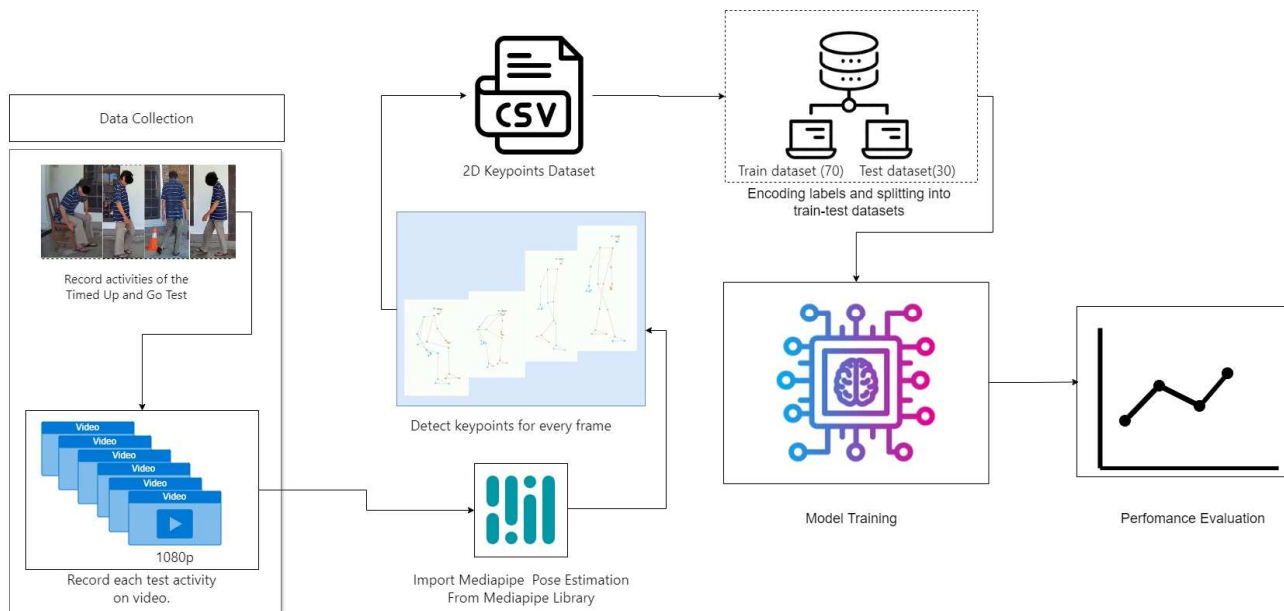 Data Collection
Record activities of the
Timed Up and Go Test
Video
Video
Video
Video
Video
Video
1080p
Record each test activity
on video.
Import Mediapipe Pose Estimation
From Mediapipe Library
Detect keypoints for every frame
CSV
2D Keypoints Dataset
Train dataset (70)
Test dataset(30)
Encoding labels and splitting into
train-test datasets
Model Training
Perfomance Evaluation